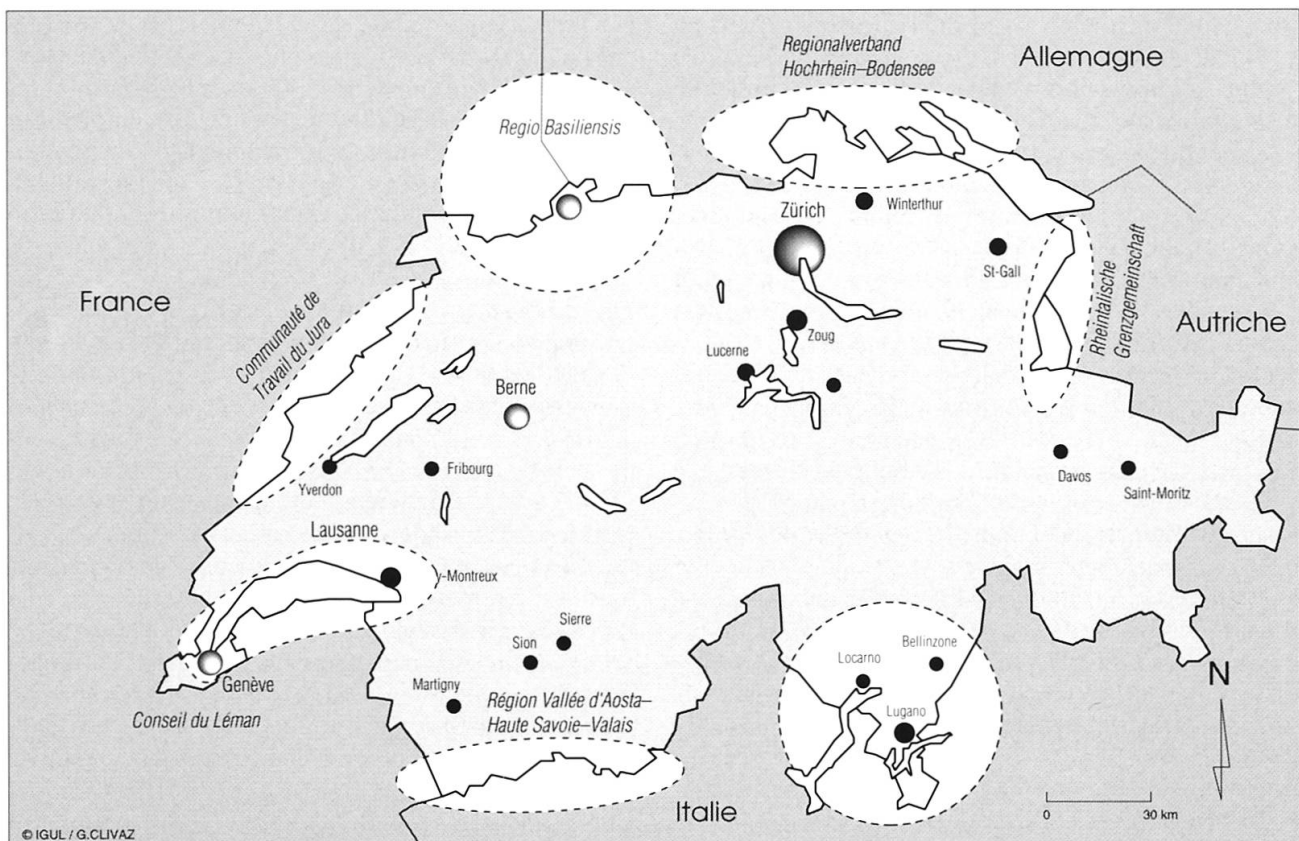 Regionalverband
Hochrhein–Bodensee
Allemagne
Regio Basiliensis
Winterthur
Zürich
St-Gall
France
Communauté de
Travail du Jura
Rheintalische
Grenzgemeinschaft
Autriche
Zoug
Lucerne
Berne
Yverdon
Fribourg
Davos
Saint-Moritz
Lausanne
y-Montreux
Sierre
Sion
Bellinzone
Locarno
Genève
Martigny
Région Vallée d'Aosta–
Haute Savoie–Valais
Lugano
N
Conseil du Léman
Italie
0 30 km
© IGUL / G.CLIVAZ